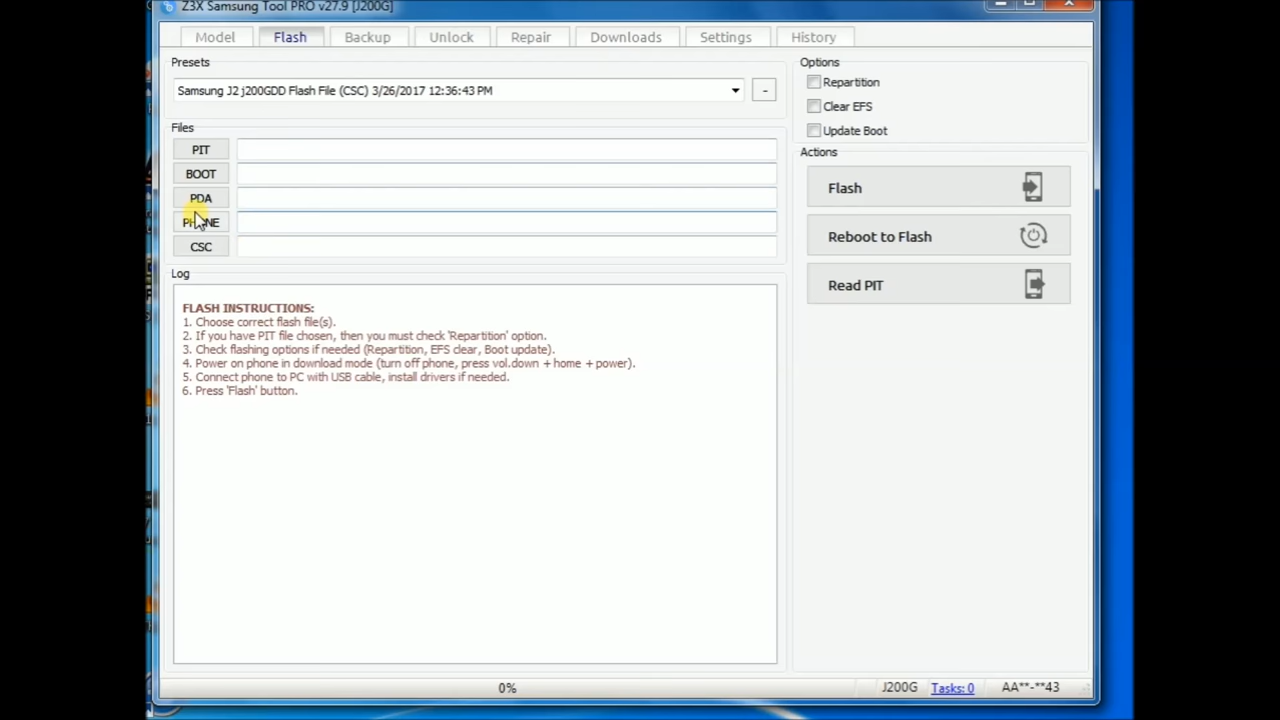 Z3X Samsung Tool PRO v27.9 [J200G]
Model Flash Backup Unlock Repair Downloads Settings History
Presets
Samsung J2 j200GDD Flash File (CSC) 3/26/2017 12:36:43 PM
-
Files
PIT
BOOT
PDA
PHONE
CSC
Log
FLASH INSTRUCTIONS:
1. Choose correct flash file(s).
2. If you have PIT file chosen, then you must check 'Repartition' option.
3. Check flashing options if needed (Repartition, EFS clear, Boot update).
4. Power on phone in download mode (turn off phone, press vol.down + home + power).
5. Connect phone to PC with USB cable, install drivers if needed.
6. Press 'Flash' button.
Options
Repartition
Clear EFS
Update Boot
Actions
Flash
Reboot to Flash
Read PIT
0%
J200G Tasks: 0 AA**-**43